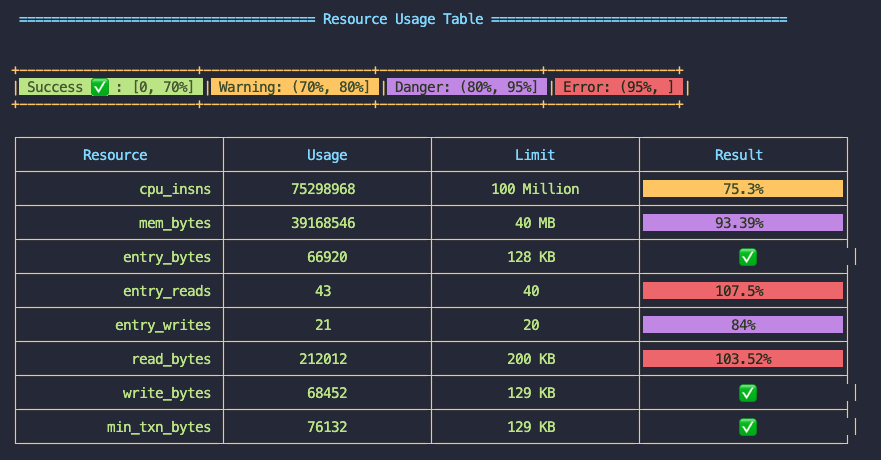 Resource Usage Table
Success ✅ : [0, 70%] | Warning: (70%, 80%] | Danger: (80%, 95%] | Error: (95%, ]
Resource Usage Limit Result
cpu_insns 75298968 100 Million 75.3%
mem_bytes 39168546 40 MB 93.39%
entry_bytes 66920 128 KB ✅
entry_reads 43 40 107.5%
entry_writes 21 20 84%
read_bytes 212012 200 KB 103.52%
write_bytes 68452 129 KB ✅
min_txn_bytes 76132 129 KB ✅